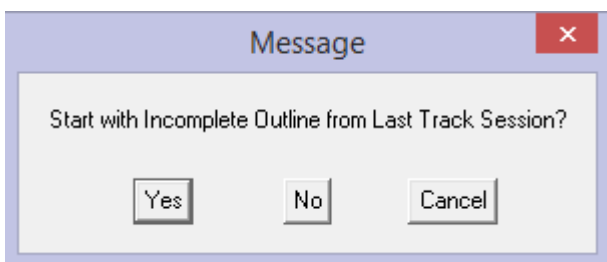 Message
Start with Incomplete Outline from Last Track Session?
Yes No Cancel